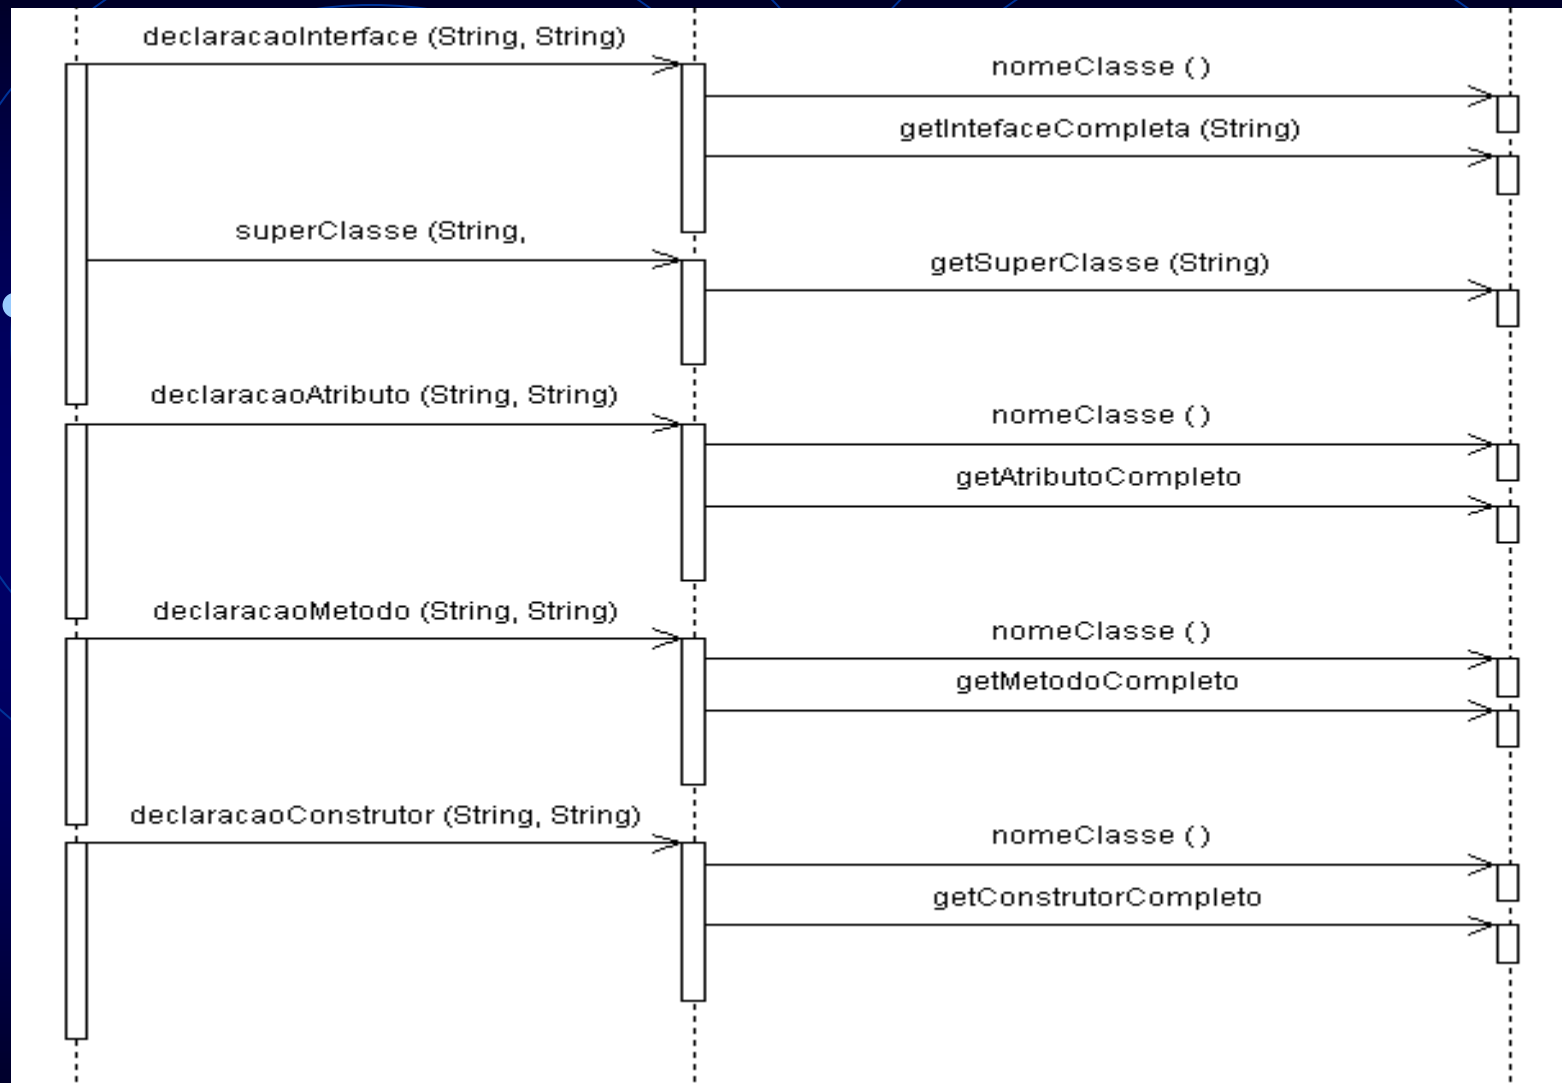 declaracaoInterface (String, String)
nomeClasse ()
getIntefaceCompleta (String)
superClasse (String,
getSuperClasse (String)
declaracaoAtributo (String, String)
nomeClasse ()
getAtributoCompleto
declaracaoMetodo (String, String)
nomeClasse ()
getMetodoCompleto
declaracaoConstrutor (String, String)
nomeClasse ()
getConstrutorCompleto